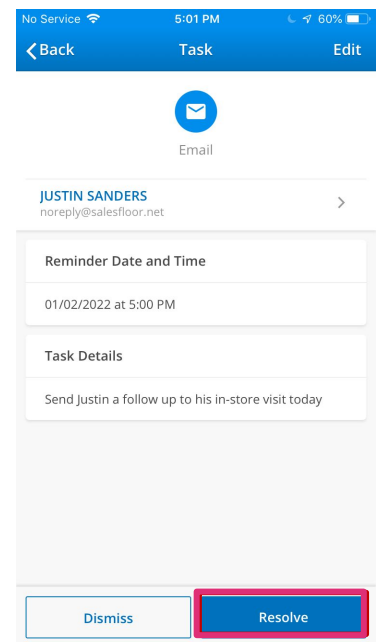 No Service 5:01 PM 60%
Back Task Edit
Email
JUSTIN SANDERS
noreply@salesfloor.net
Reminder Date and Time
01/02/2022 at 5:00 PM
Task Details
Send Justin a follow up to his in-store visit today
Dismiss Resolve